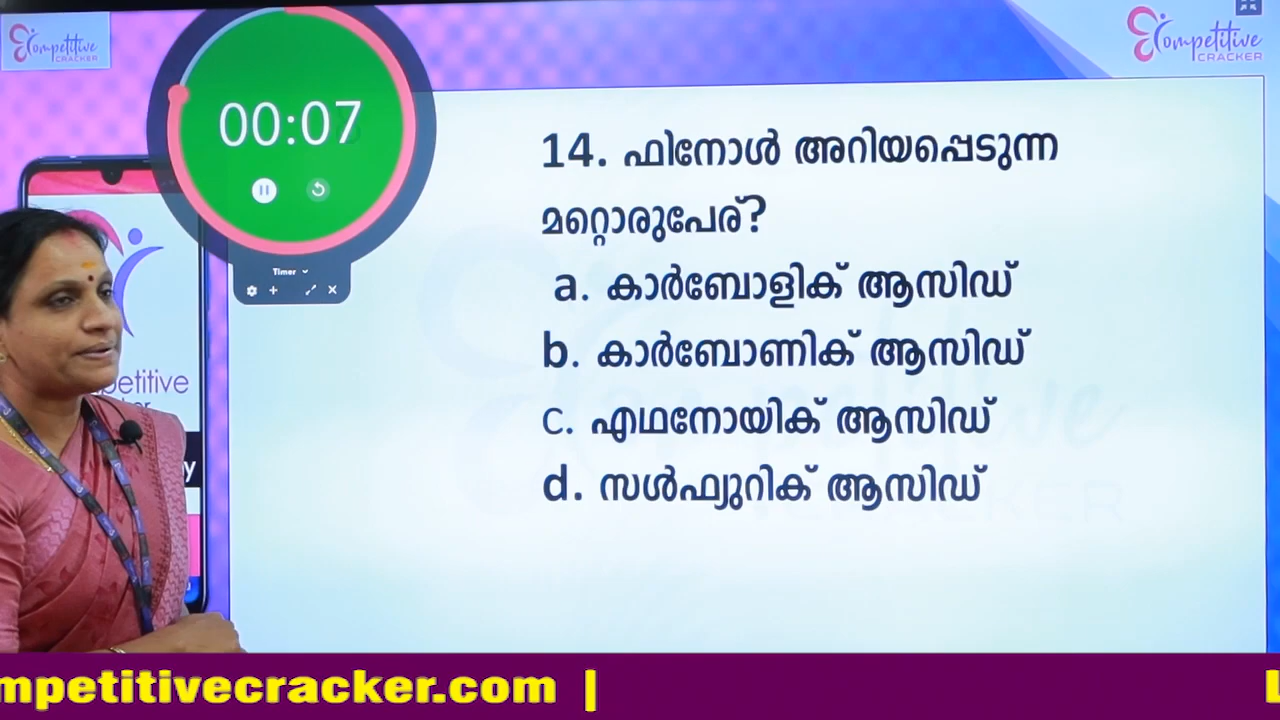 Competitive
CRACKER
Competitive
CRACKER
00:07
Timer
14. ഫിനോൾ അറിയപ്പെടുന്ന
മറ്റൊരുപേര്?
a. കാർബോളിക് ആസിഡ്
b. കാർബോണിക് ആസിഡ്
c. എഥനോയിക് ആസിഡ്
d. സൾഫ്യുറിക് ആസിഡ്
petitive
mpetitivecracker.com |